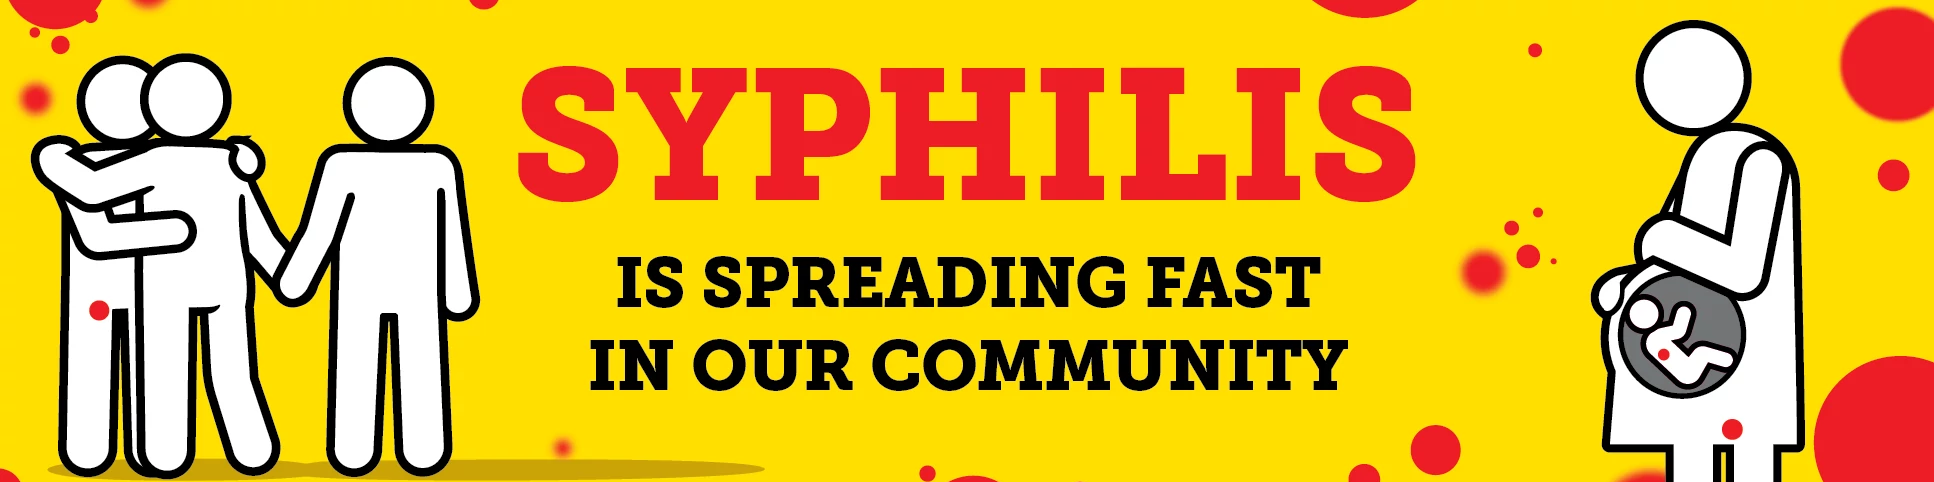 SYPHILIS
IS SPREADING FAST
IN OUR COMMUNITY